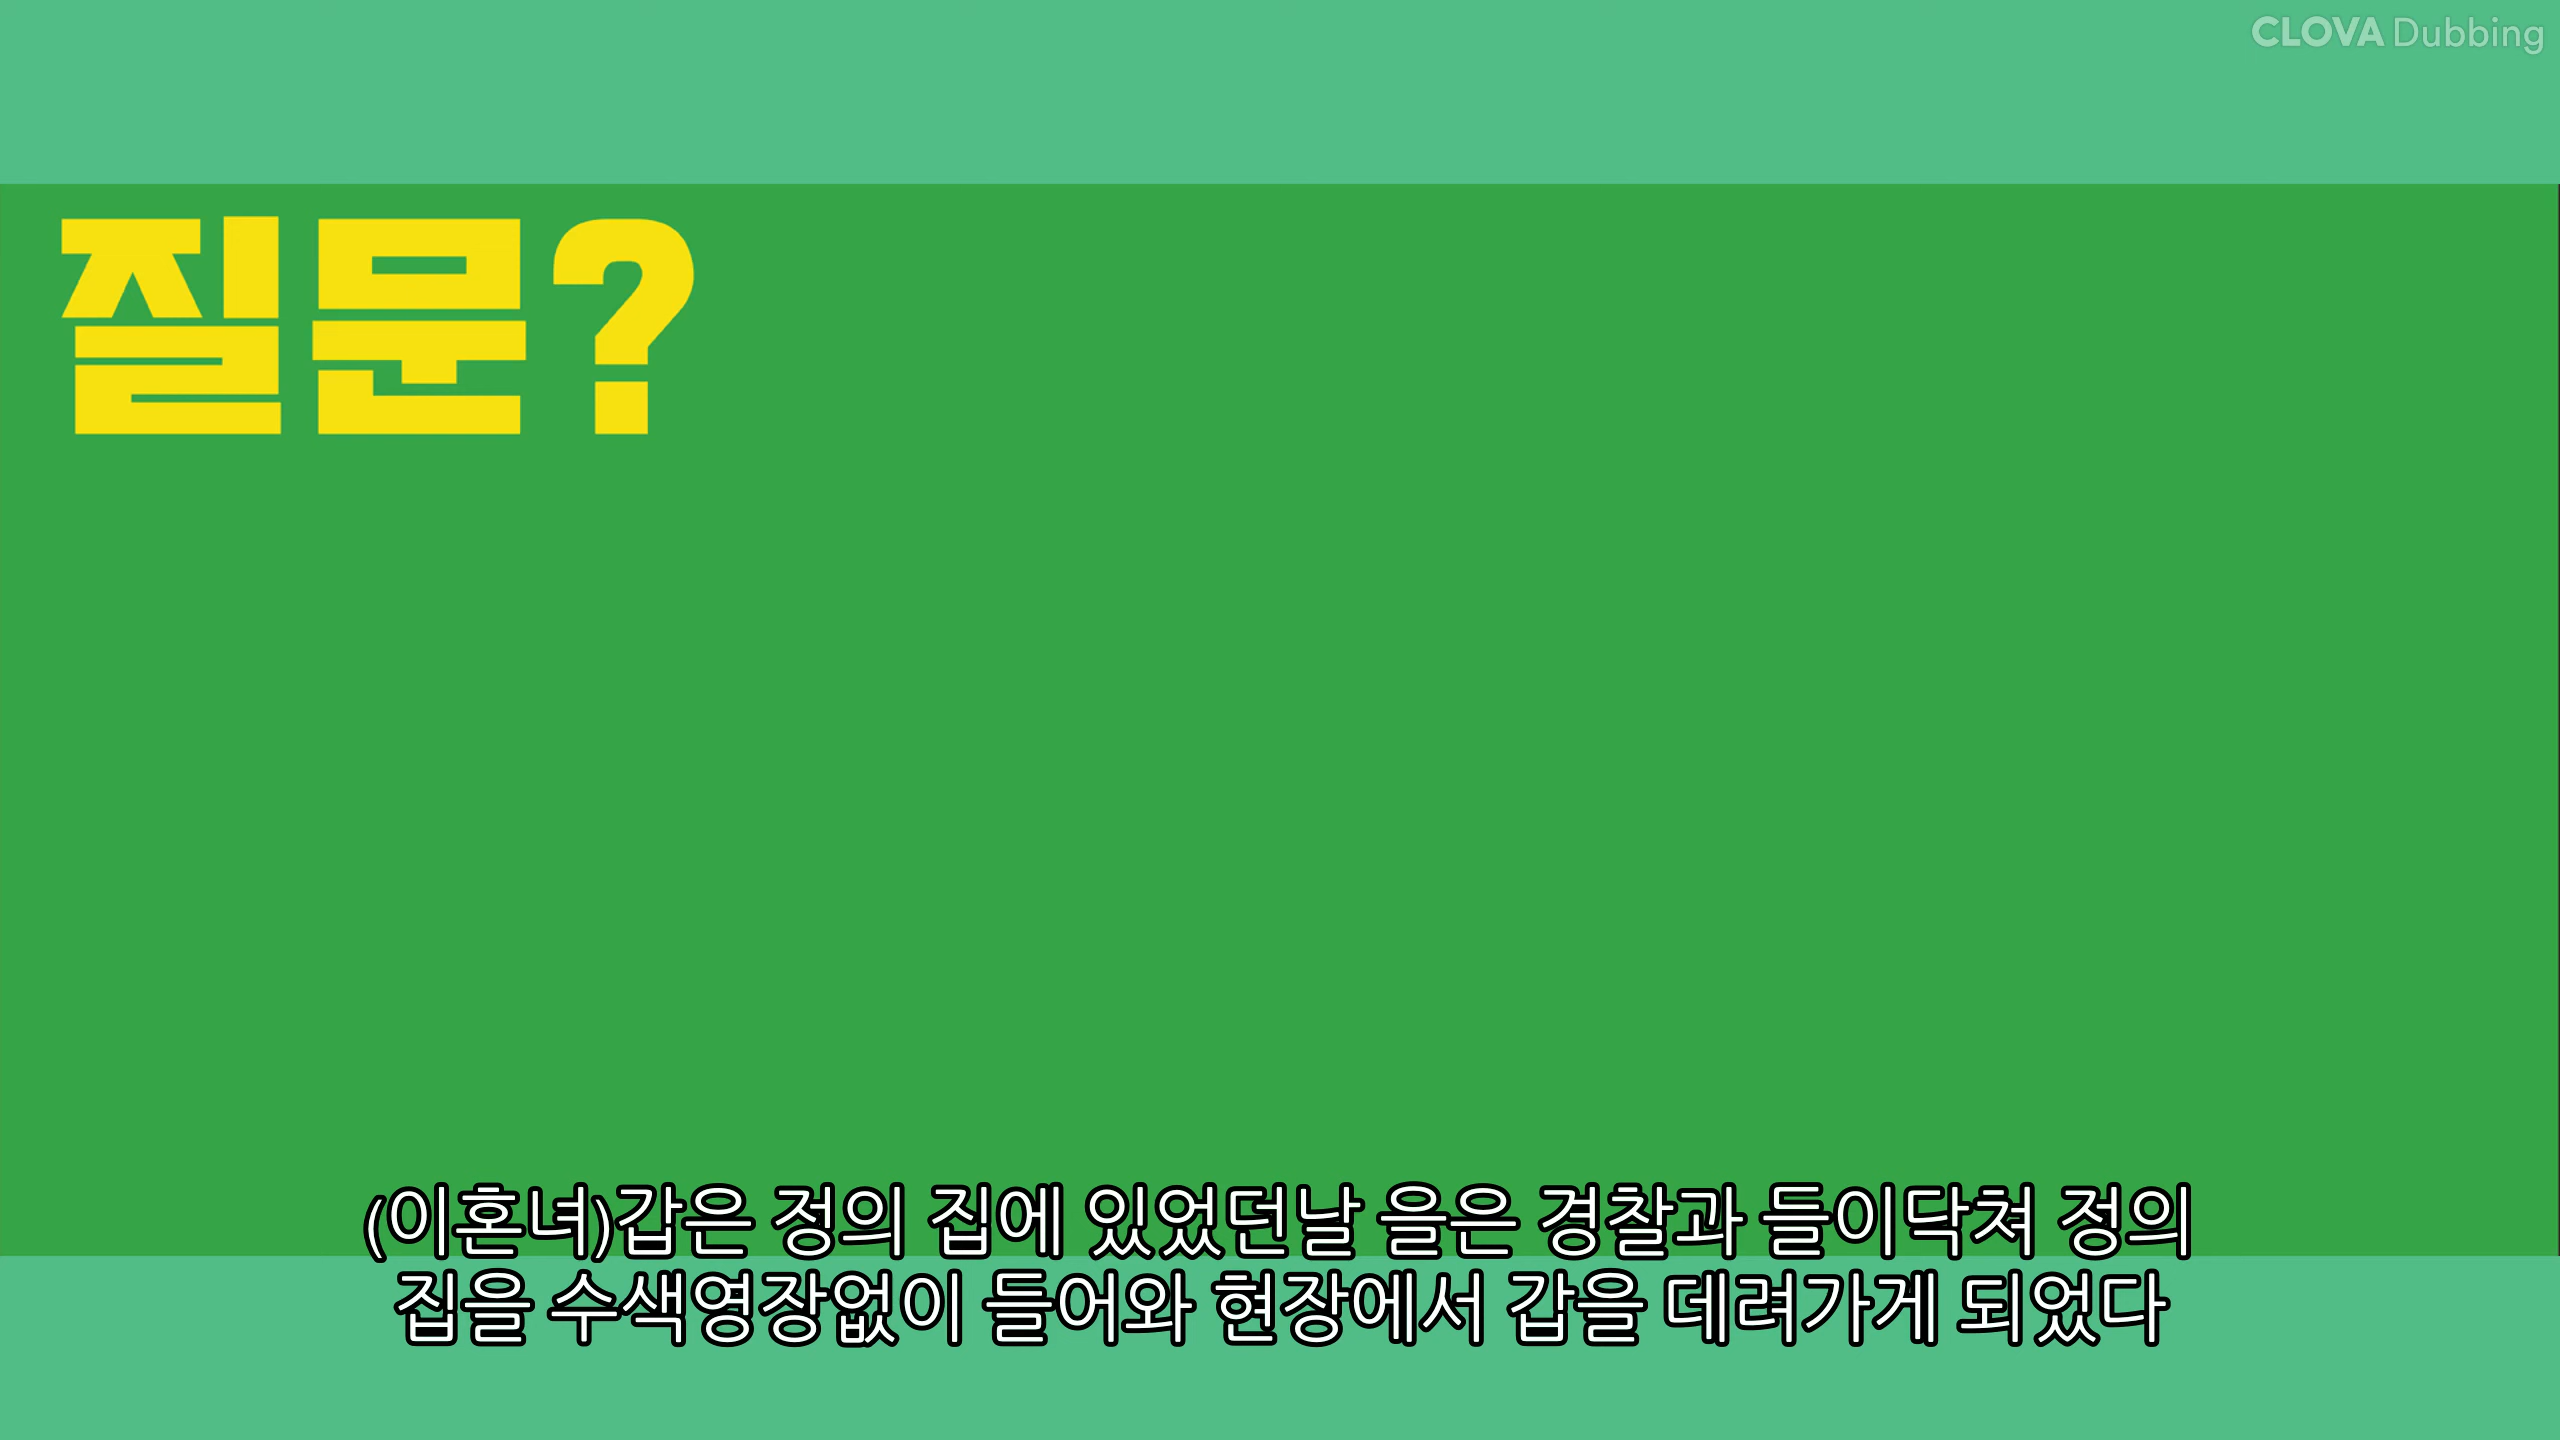 CLOVA Dubbing
질문?
(이혼녀)갑은 정의 집에 있었던날 을은 경찰과 들이닥쳐 정의
집을 수색영장없이 들어와 현장에서 갑을 데려가게 되었다